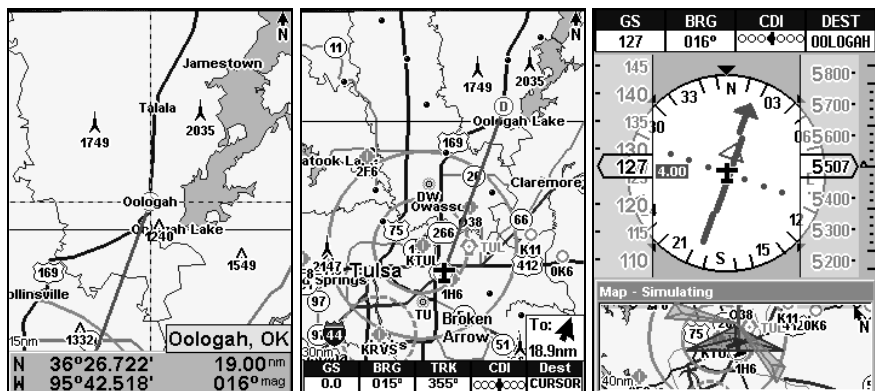 N
Jamestown
Talala
1749
2035
Oologah
Oologah Lake
1240
1549
169
ollinsville
1332
15nm
Oologah, OK
N 36°26.722' 19.00nm
W 95°42.518' 016°mag
N
11
1749
2035
D
Oologah Lake
169
atook La
2F6
20
Claremore
DW
Owasso
O38
66
75
266
TUL
K11
KTUL
412
0K6
2147
Tulsa
o Springs
1H6
97
TU
Broken
Arrow
44
KRVS
51
30nm
To:
18.9nm
GS BRG TRK CDI Dest
0.0 015° 355° CURSOR
GS BRG CDI DEST
127 016° OOLOGAH
145
140
135
130
127
120
115
110
4.00
N
03
06
12
15
S
21
30
33
5800
5700
5600
5507
5400
5300
5200
Map - Simulating
O38
75
TUL
K11
0K6
KTUL
412
1H6
N
40nm